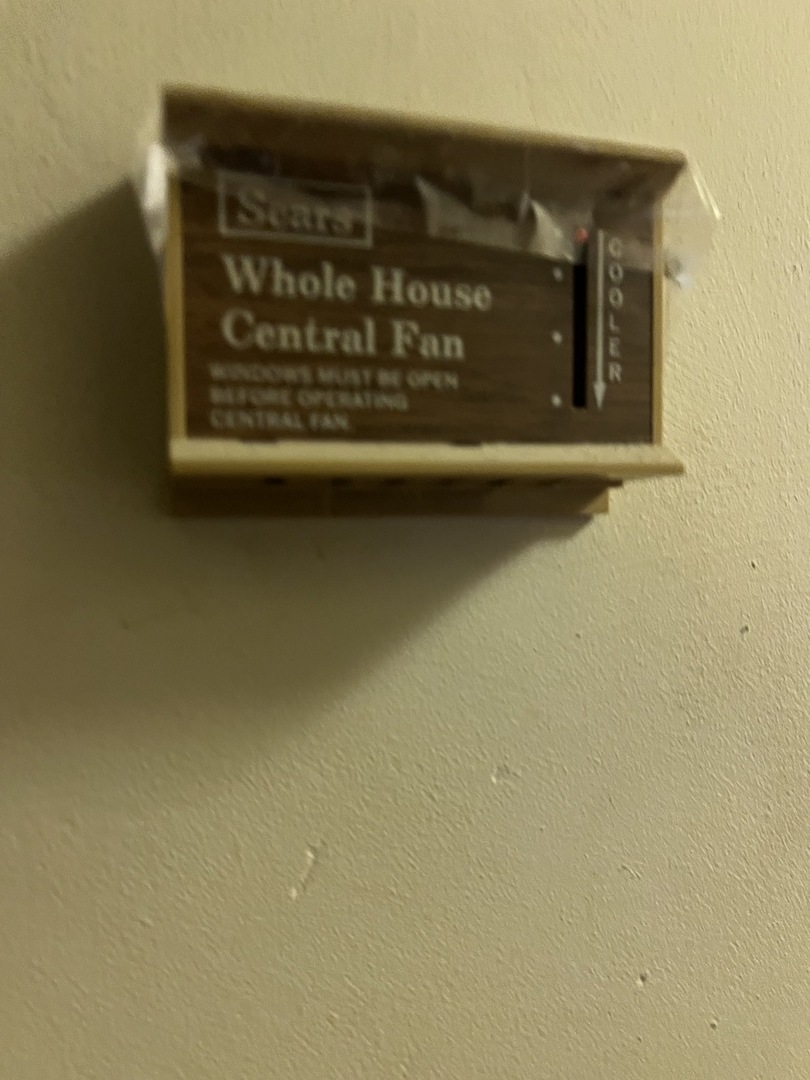 Sears
Whole House
Central Fan
WINDOWS MUST BE OPEN
BEFORE OPERATING
CENTRAL FAN.
COOLER